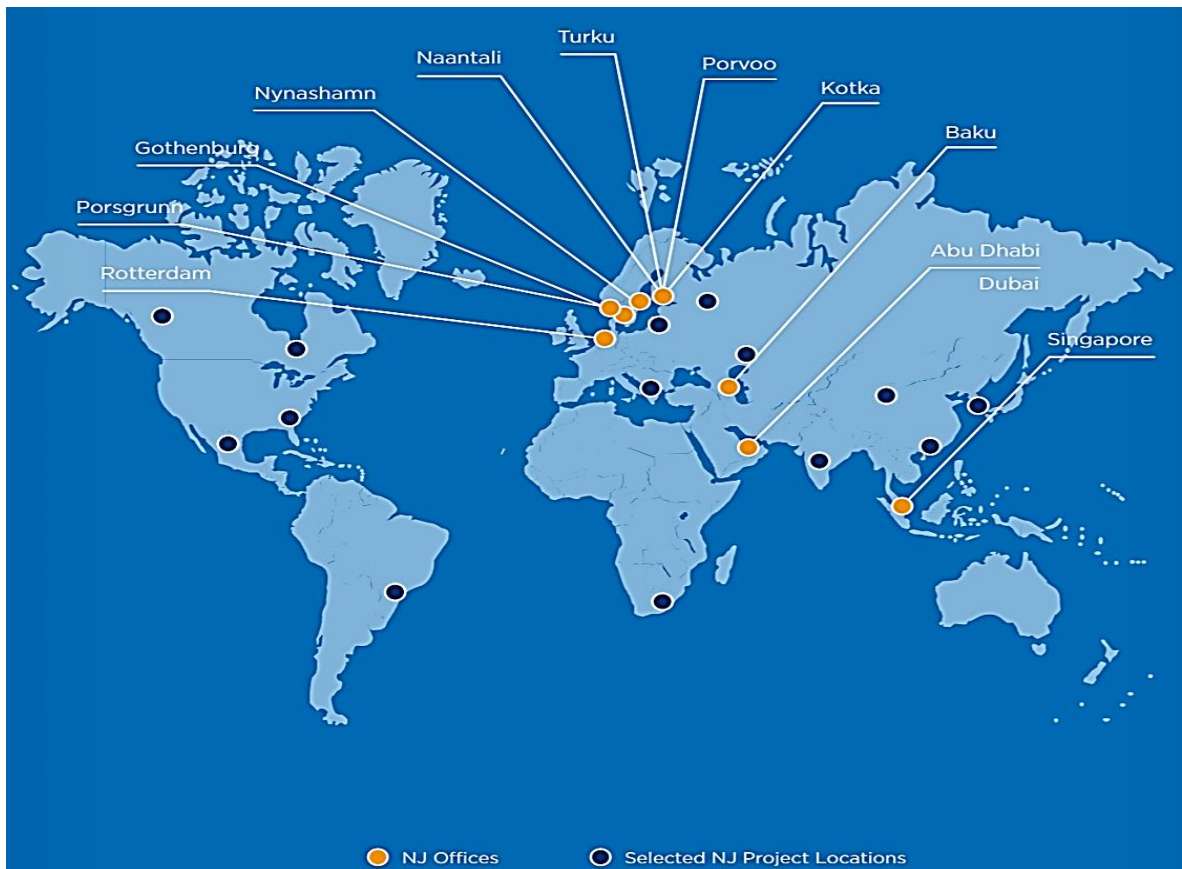 Turku
Naantali
Porvoo
Nynashamn
Kotka
Baku
Gothenburg
Porsgrunn
Abu Dhabi
Dubai
Rotterdam
Singapore
NJ Offices
Selected NJ Project Locations